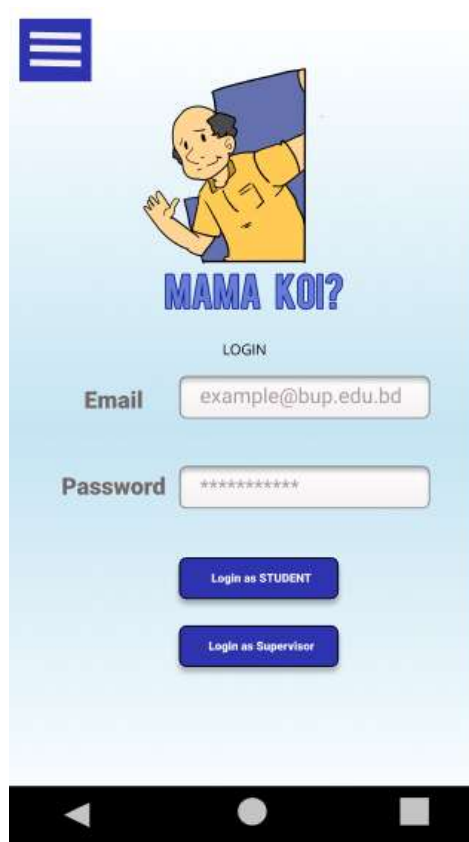 MAMA KOI?
LOGIN
Email example@bup.edu.bd
Password ***********
Login as STUDENT
Login as Supervisor